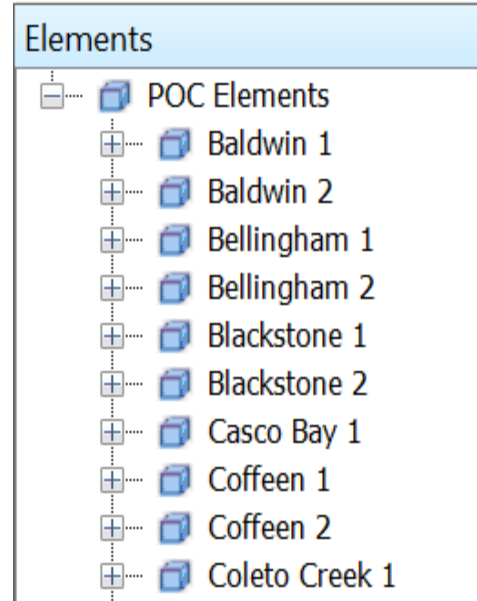 Elements
POC Elements
Baldwin 1
Baldwin 2
Bellingham 1
Bellingham 2
Blackstone 1
Blackstone 2
Casco Bay 1
Coffeen 1
Coffeen 2
Coleto Creek 1